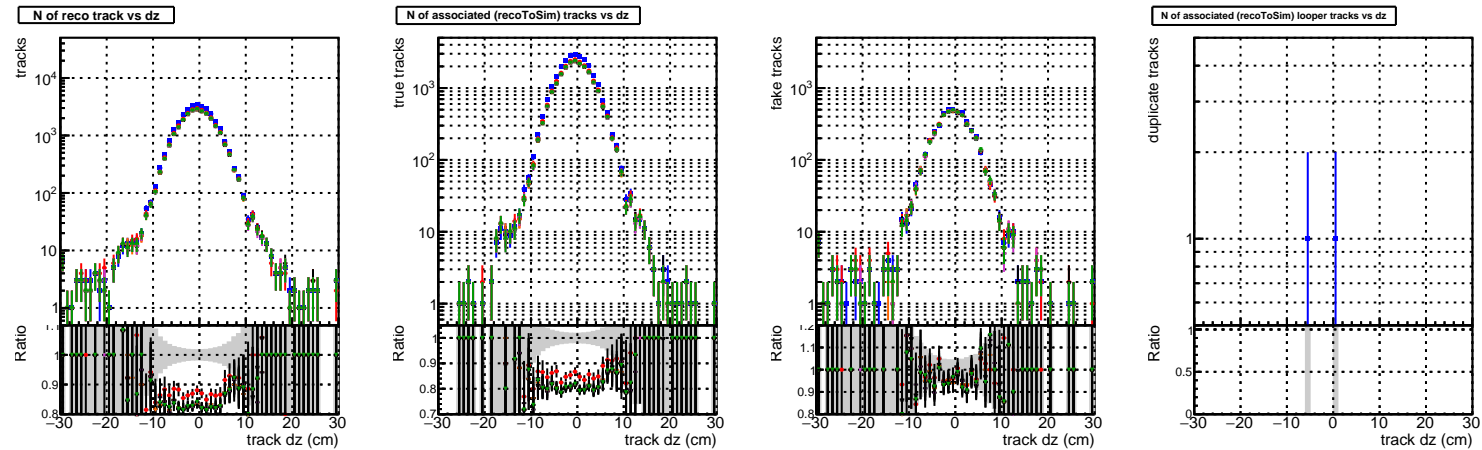 N of reco track vs dz
tracks
10⁴
10³
10²
10
1
Ratio
1.1
1
0.9
0.8
−30 −20 −10 0 10 20 30
track dz (cm)
N of associated (recoToSim) tracks vs dz
true tracks
10³
10²
10
1
Ratio
1
0.9
0.8
0.7
−30 −20 −10 0 10 20 30
track dz (cm)
fake tracks
10³
10²
10
1
Ratio
1.2
1.1
1
0.9
0.8
−30 −20 −10 0 10 20 30
track dz (cm)
N of associated (recoToSim) looper tracks vs dz
duplicate tracks
1
Ratio
1
0.5
0
−30 −20 −10 0 10 20 30
track dz (cm)